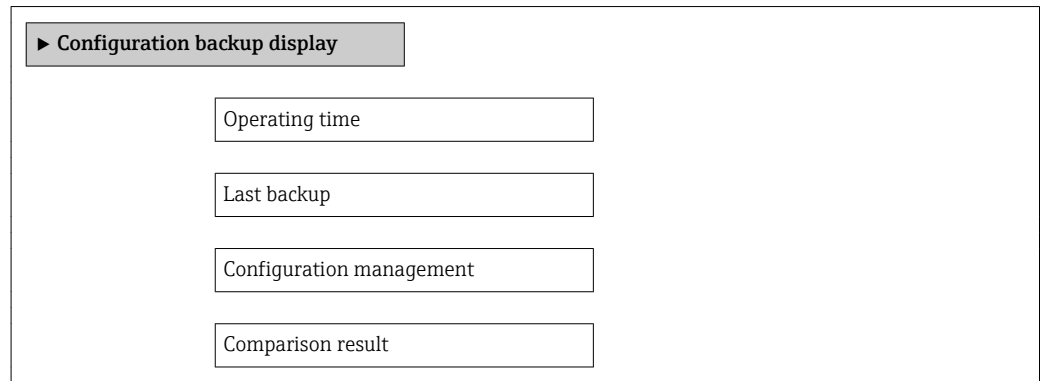 ▶ Configuration backup display
Operating time
Last backup
Configuration management
Comparison result